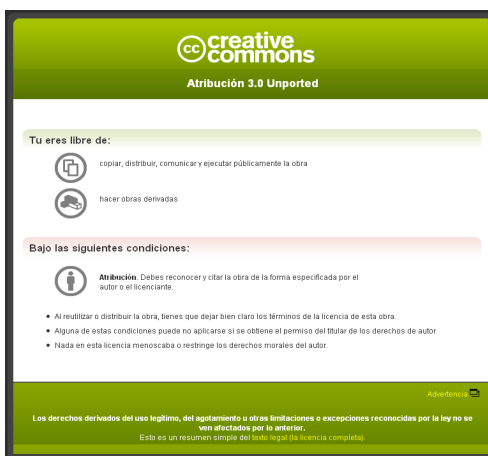 cc creative
commons
Atribución 3.0 Unported
Tu eres libre de:
copiar, distribuir, comunicar y ejecutar públicamente la obra
hacer obras derivadas
Bajo las siguientes condiciones:
Atribución. Debes reconocer y citar la obra de la forma especificada por el
autor o el licenciante.
Al reutilizar o distribuir la obra, tienes que dejar bien claro los términos de la licencia de esta obra.
Alguna de estas condiciones puede no aplicarse si se obtiene el permiso del titular de los derechos de autor
Nada en esta licencia menoscaba o restringe los derechos morales del autor.
Advertencia
Los derechos derivados del uso legítimo, del agotamiento u otras limitaciones o excepciones reconocidas por la ley no se
ven afectados por lo anterior.
Esto es un resumen simple del texto legal (la licencia completa).